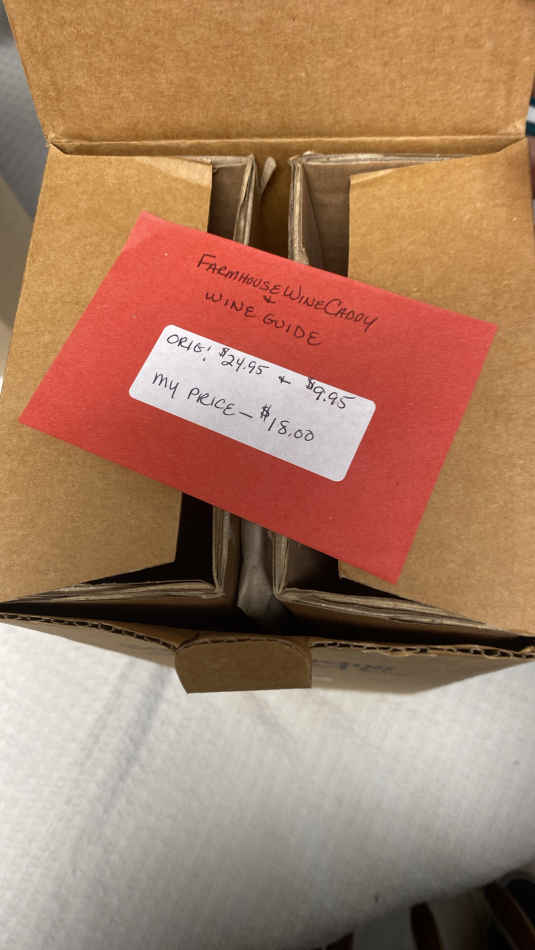 FARMHOUSE WINE CADDY
&
WINE GUIDE
ORIG: $24.95 & $9.95
MY PRICE - $18.00